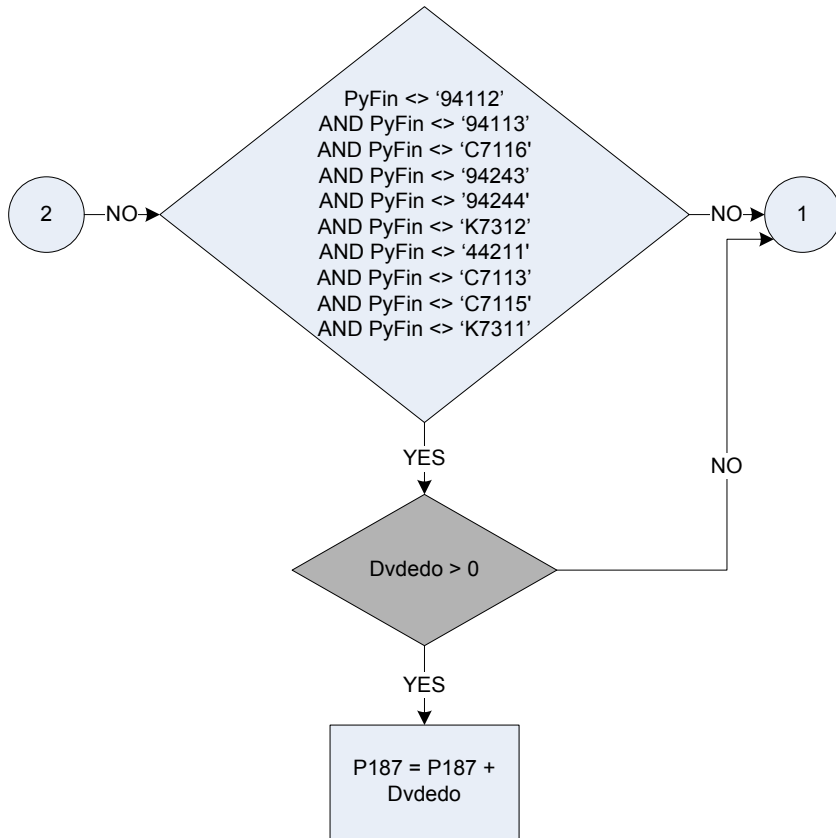 PyFin <> ‘94112’
AND PyFin <> ‘94113’
AND PyFin <> ‘C7116'
AND PyFin <> ‘94243’
AND PyFin <> ‘94244'
AND PyFin <> ‘K7312’
AND PyFin <> ‘44211'
AND PyFin <> ‘C7113’
AND PyFin <> ‘C7115'
AND PyFin <> ‘K7311’
2
NO
NO
1
YES
NO
Dvdedo > 0
YES
P187 = P187 +
Dvdedo